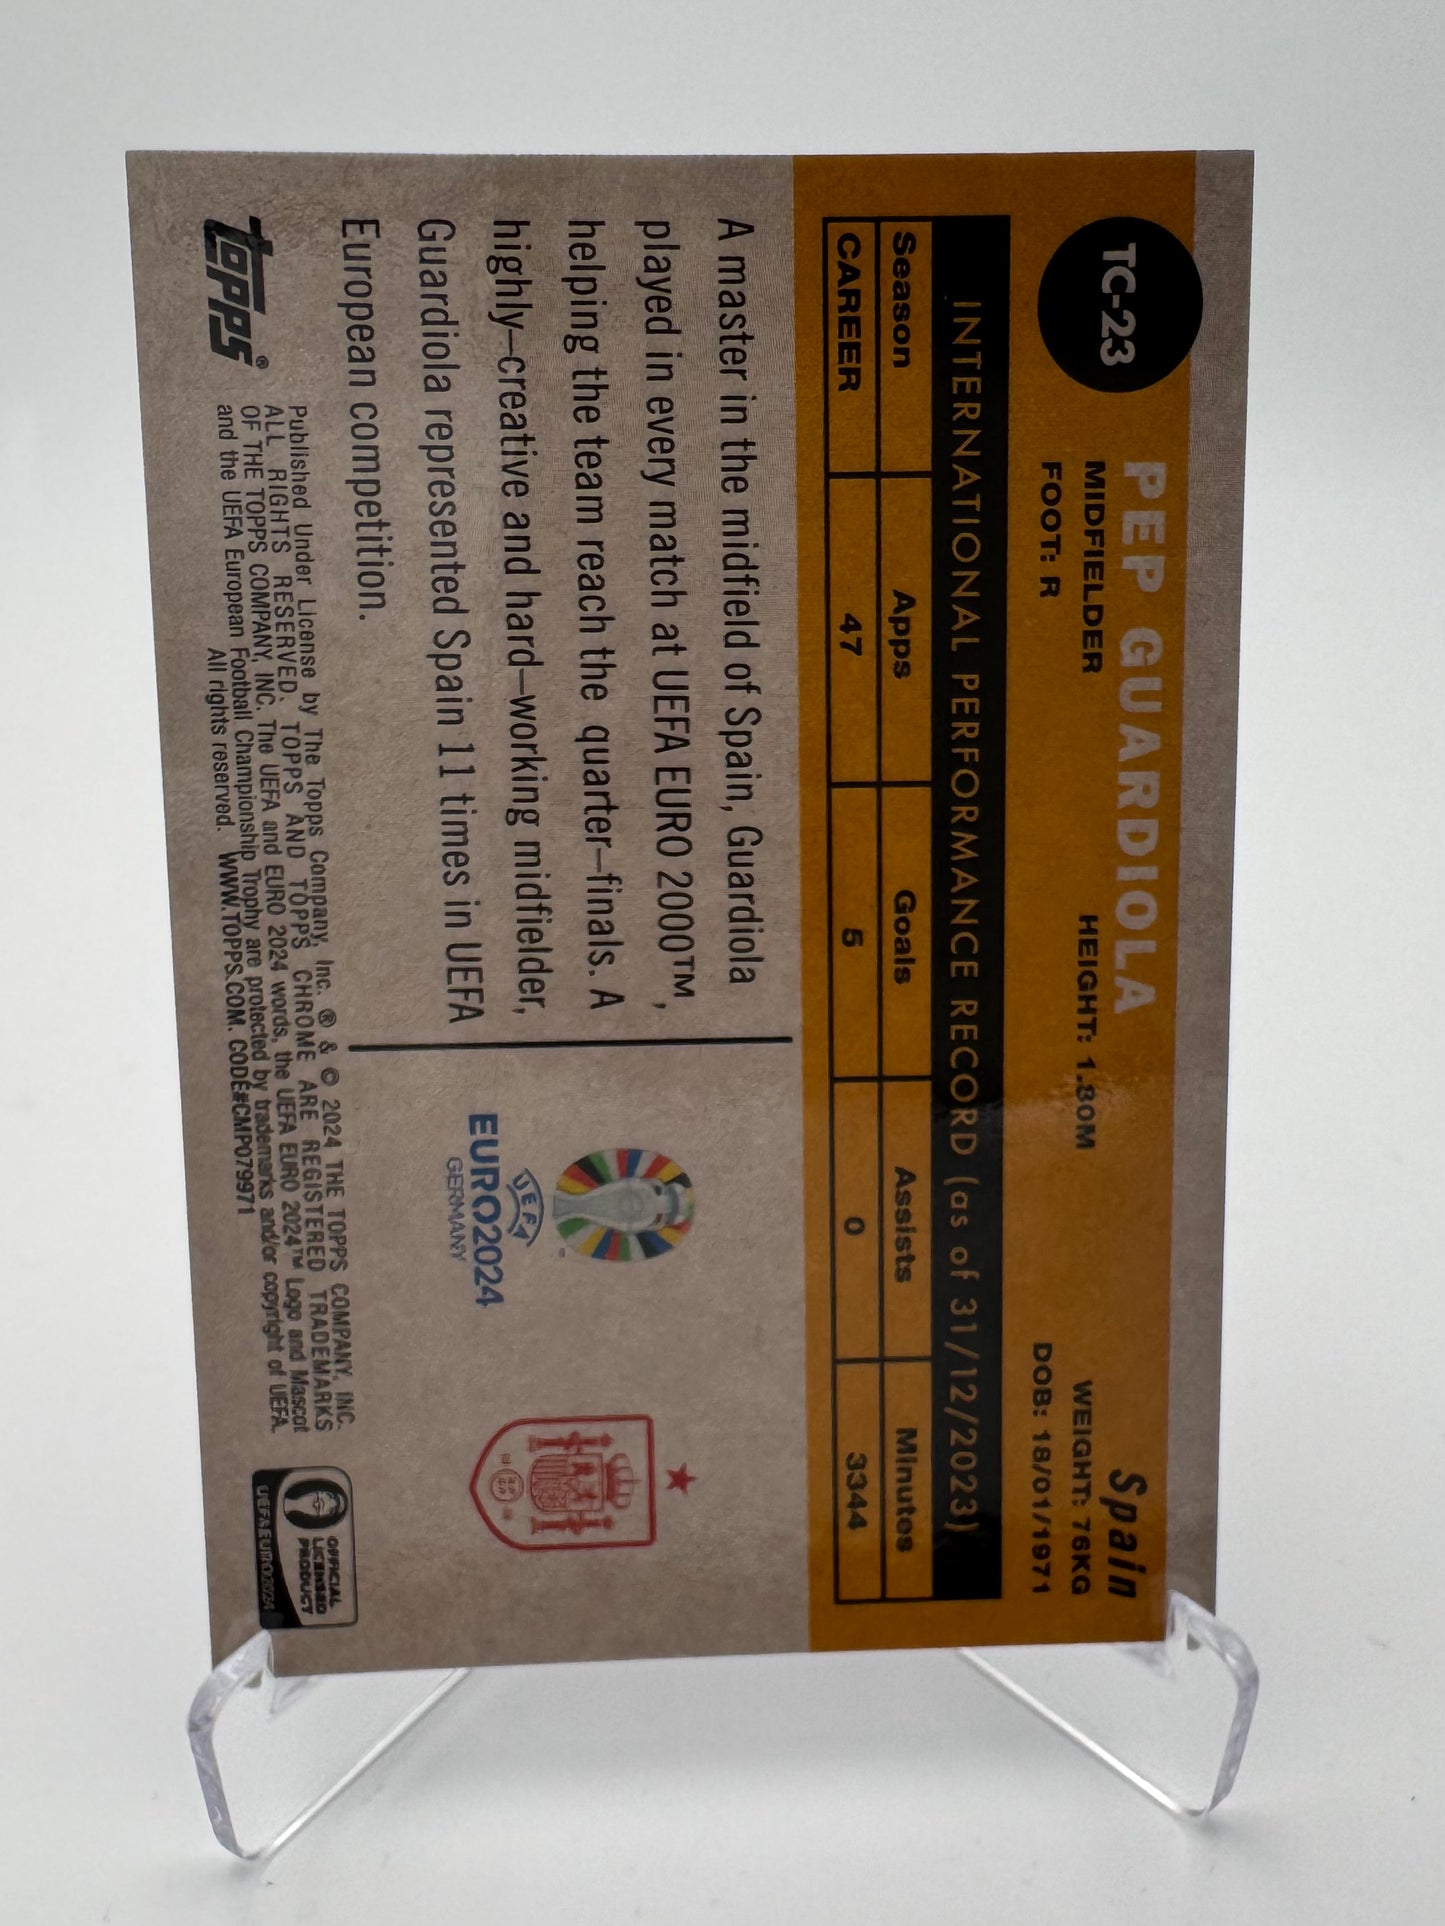 TC-23
PEP GUARDIOLA
Spain
MIDFIELDER
HEIGHT: 1.80M
WEIGHT: 76KG
FOOT: R
DOB: 18/01/1971
INTERNATIONAL PERFORMANCE RECORD (as of 31/12/2023)
Season Apps Goals Assists Minutes
CAREER 47 5 0 3344
A master in the midfield of Spain, Guardiola
played in every match at UEFA EURO 2000™,
helping the team reach the quarter-finals. A
highly-creative and hard-working midfielder,
Guardiola represented Spain 11 times in UEFA
European competition.
UEFA
EURO2024
GERMANY
TOPPS®
Published Under License by The Topps Company, Inc. ® & © 2024 THE TOPPS COMPANY, INC.
ALL RIGHTS RESERVED. TOPPS AND TOPPS CHROME ARE REGISTERED TRADEMARKS
OF THE TOPPS COMPANY, INC. The UEFA and EURO 2024 words, the UEFA EURO 2024™ Logo and Mascot
and the UEFA European Football Championship Trophy are protected by trademarks and/or copyright of UEFA.
All rights reserved. WWW.TOPPS.COM. CODE#CMP079971
OFFICIAL
LICENSED
PRODUCT
UEFA EURO2024